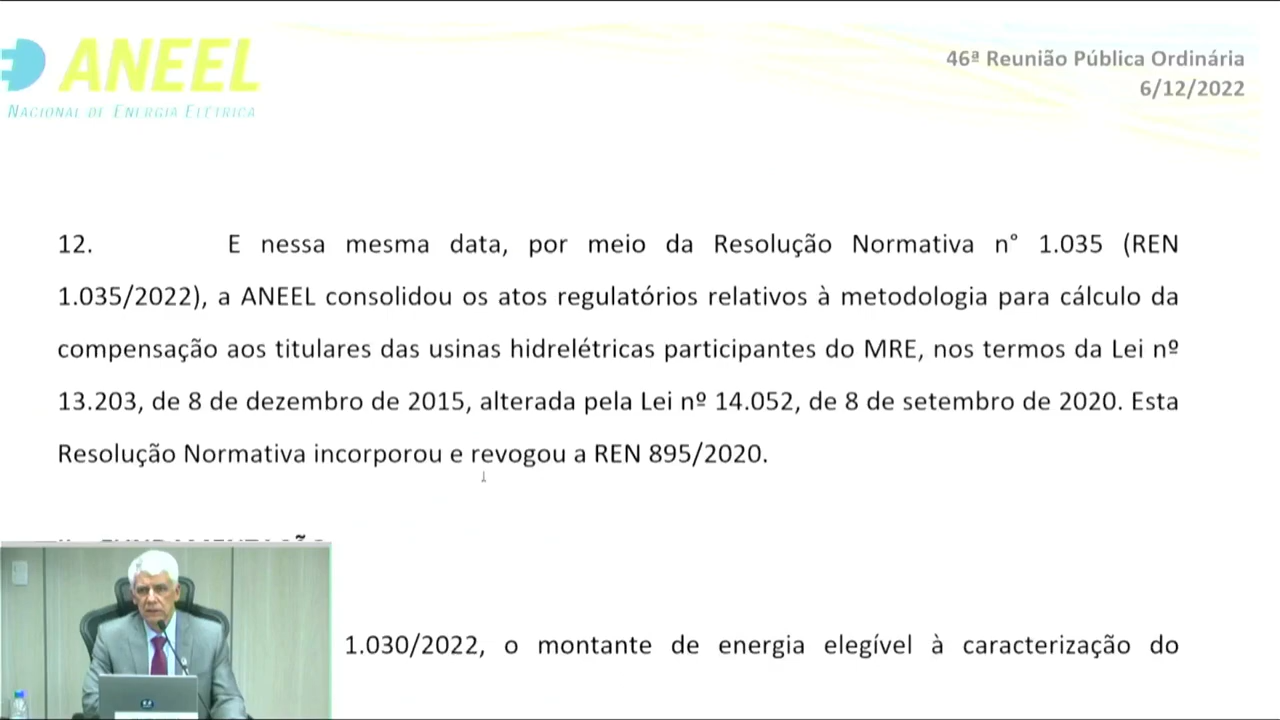 ANEEL
NACIONAL DE ENERGIA ELÉTRICA
46ª Reunião Pública Ordinária
6/12/2022
12. E nessa mesma data, por meio da Resolução Normativa n° 1.035 (REN
1.035/2022), a ANEEL consolidou os atos regulatórios relativos à metodologia para cálculo da
compensação aos titulares das usinas hidrelétricas participantes do MRE, nos termos da Lei nº
13.203, de 8 de dezembro de 2015, alterada pela Lei nº 14.052, de 8 de setembro de 2020. Esta
Resolução Normativa incorporou e revogou a REN 895/2020.
1.030/2022, o montante de energia elegível à caracterização do